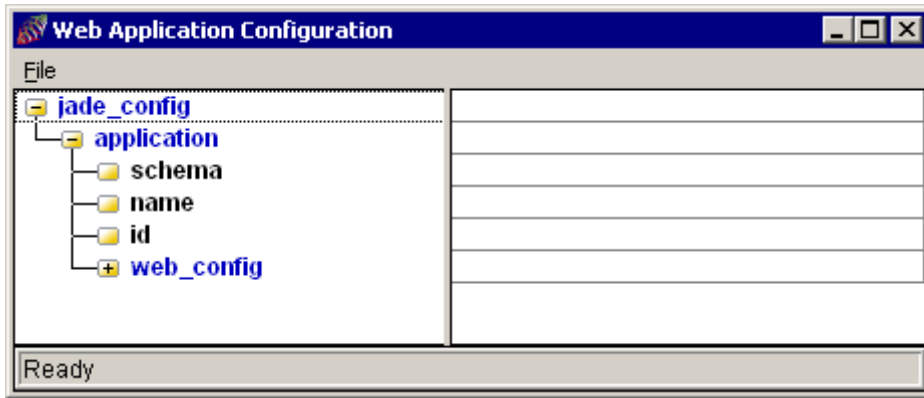 Web Application Configuration
File
jade_config
application
schema
name
id
web_config
Ready